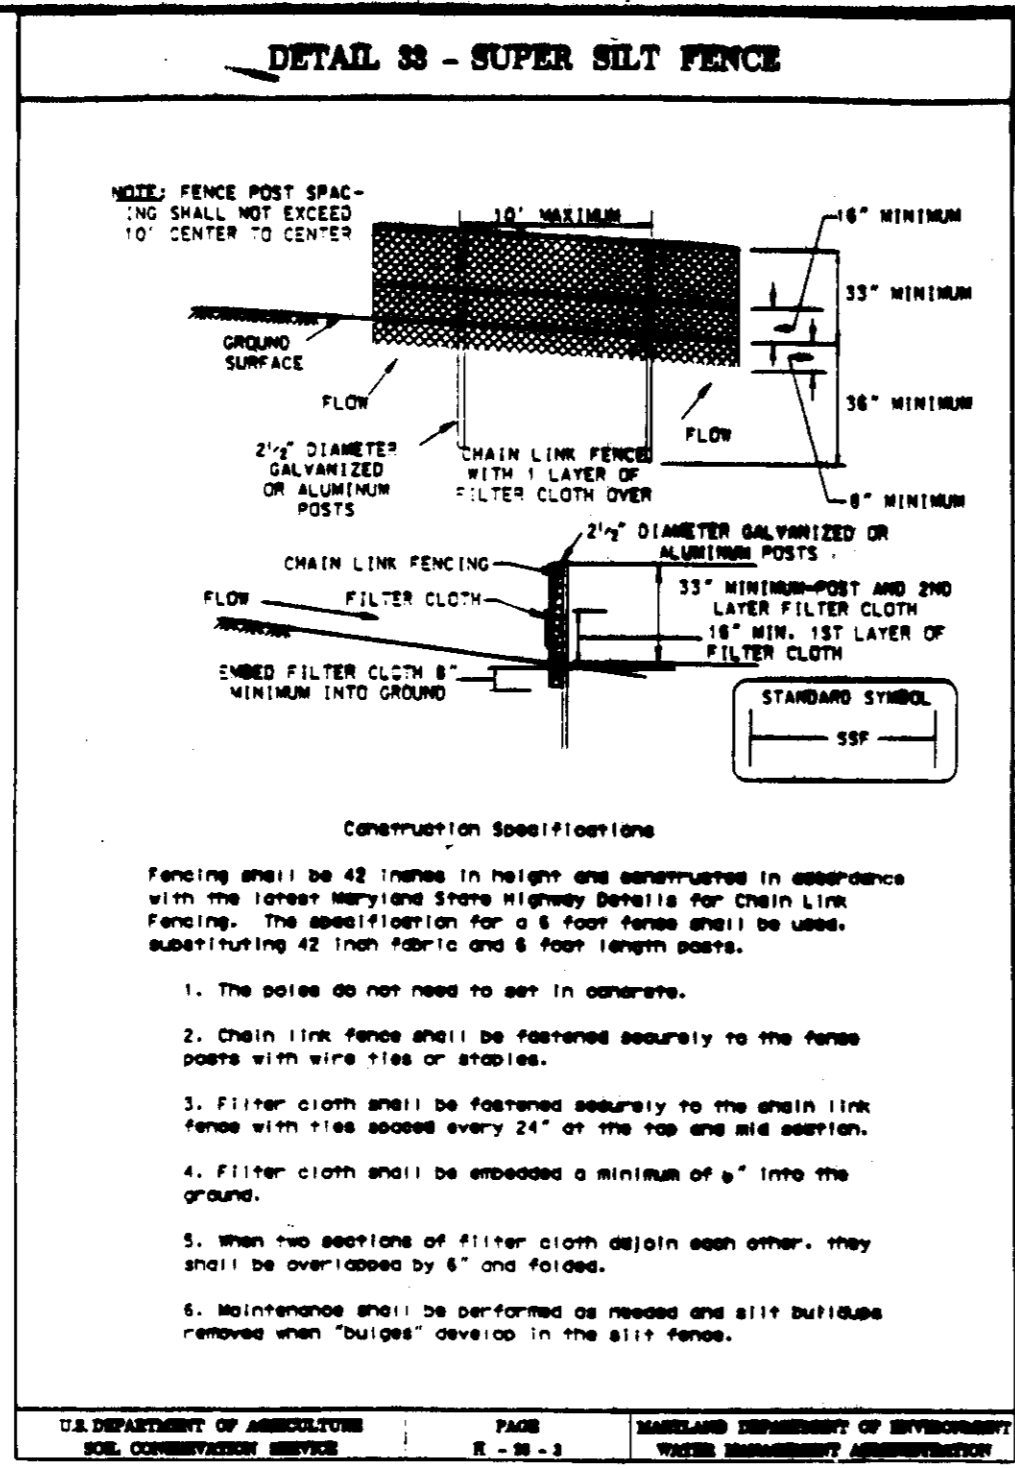 DETAIL 33 - SUPER SILT FENCE
NOTE: FENCE POST SPAC-
ING SHALL NOT EXCEED
10' CENTER TO CENTER
10' MAXIMUM
16" MINIMUM
33" MINIMUM
GROUND
SURFACE
FLOW
FLOW
36" MINIMUM
2 1/2" DIAMETER
GALVANIZED
OR ALUMINUM
POSTS
CHAIN LINK FENCE
WITH 1 LAYER OF
FILTER CLOTH OVER
8" MINIMUM
2 1/2" DIAMETER GALVANIZED OR
ALUMINUM POSTS
CHAIN LINK FENCING
FLOW
FILTER CLOTH
33" MINIMUM-POST AND 2ND
LAYER FILTER CLOTH
16" MIN. 1ST LAYER OF
FILTER CLOTH
EMBED FILTER CLOTH 8"
MINIMUM INTO GROUND
STANDARD SYMBOL
SSF
Construction Specifications
Fencing shall be 42 inches in height and constructed in accordance
with the latest Maryland State Highway Details for Chain Link
Fencing. The specification for a 6 foot fence shall be used,
substituting 42 inch fabric and 6 foot length posts.
1. The poles do not need to set in concrete.
2. Chain link fence shall be fastened securely to the fence
posts with wire ties or staples.
3. Filter cloth shall be fastened securely to the chain link
fence with ties spaced every 24" at the top and mid section.
4. Filter cloth shall be embedded a minimum of into the
ground.
5. When two sections of filter cloth adjoin each other, they
shall be overlapped by 6" and folded.
6. Maintenance shall be performed as needed and silt buildups
removed when "bulges" develop in the silt fence.
U.S. DEPARTMENT OF AGRICULTURE
SOIL CONSERVATION SERVICE
PAGE
MARYLAND DEPARTMENT OF ENVIRONMENT
WATER MANAGEMENT ADMINISTRATION